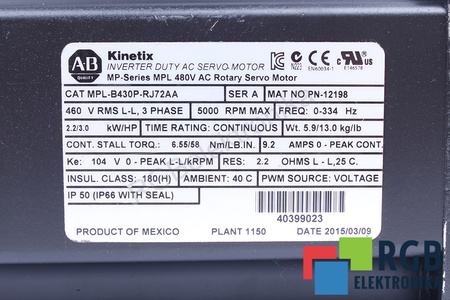 AB Kinetix
INVERTER DUTY AC SERVO MOTOR
MP-Series MPL 480V AC Rotary Servo Motor
N223 EN60034-1 E146578
CAT MPL-B430P-RJ72AA SER A MAT NO PN-12198
460 V RMS L-L, 3 PHASE 5000 RPM MAX FREQ: 0-334 Hz
2.2/3.0 kW/HP TIME RATING: CONTINUOUS Wt. 5.9/13.0 kg/lb
CONT. STALL TORQ.: 6.55/58 Nm/LB.IN. 9.2 AMPS 0 - PEAK CONT.
Ke: 104 V 0 - PEAK L-L/kRPM RES: 2.2 OHMS L-L,25 C.
INSUL. CLASS: 180(H) AMBIENT: 40 C PWM SOURCE: VOLTAGE
IP 50 (IP66 WITH SEAL)
40399023
PRODUCT OF MEXICO PLANT 1150 DATE 2015/03/09
RGB
ELEKTRONIKA